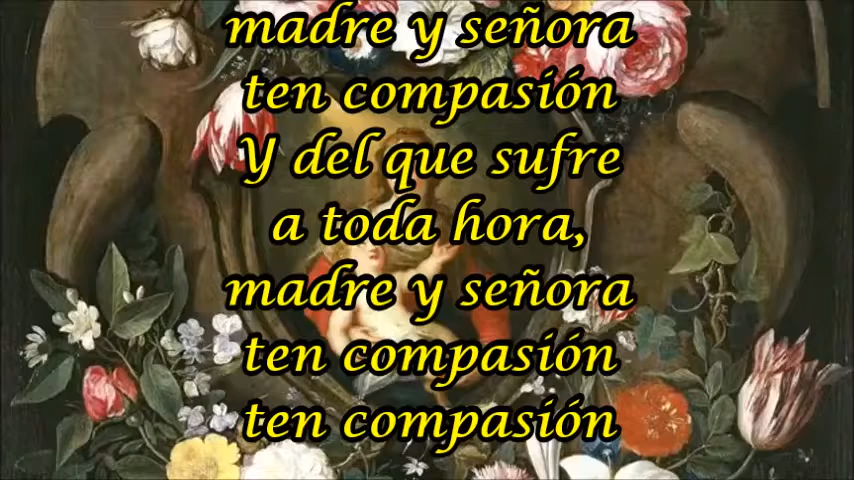 madre y señora
ten compasión
Y del que sufre
a toda hora,
madre y señora
ten compasión
ten compasión